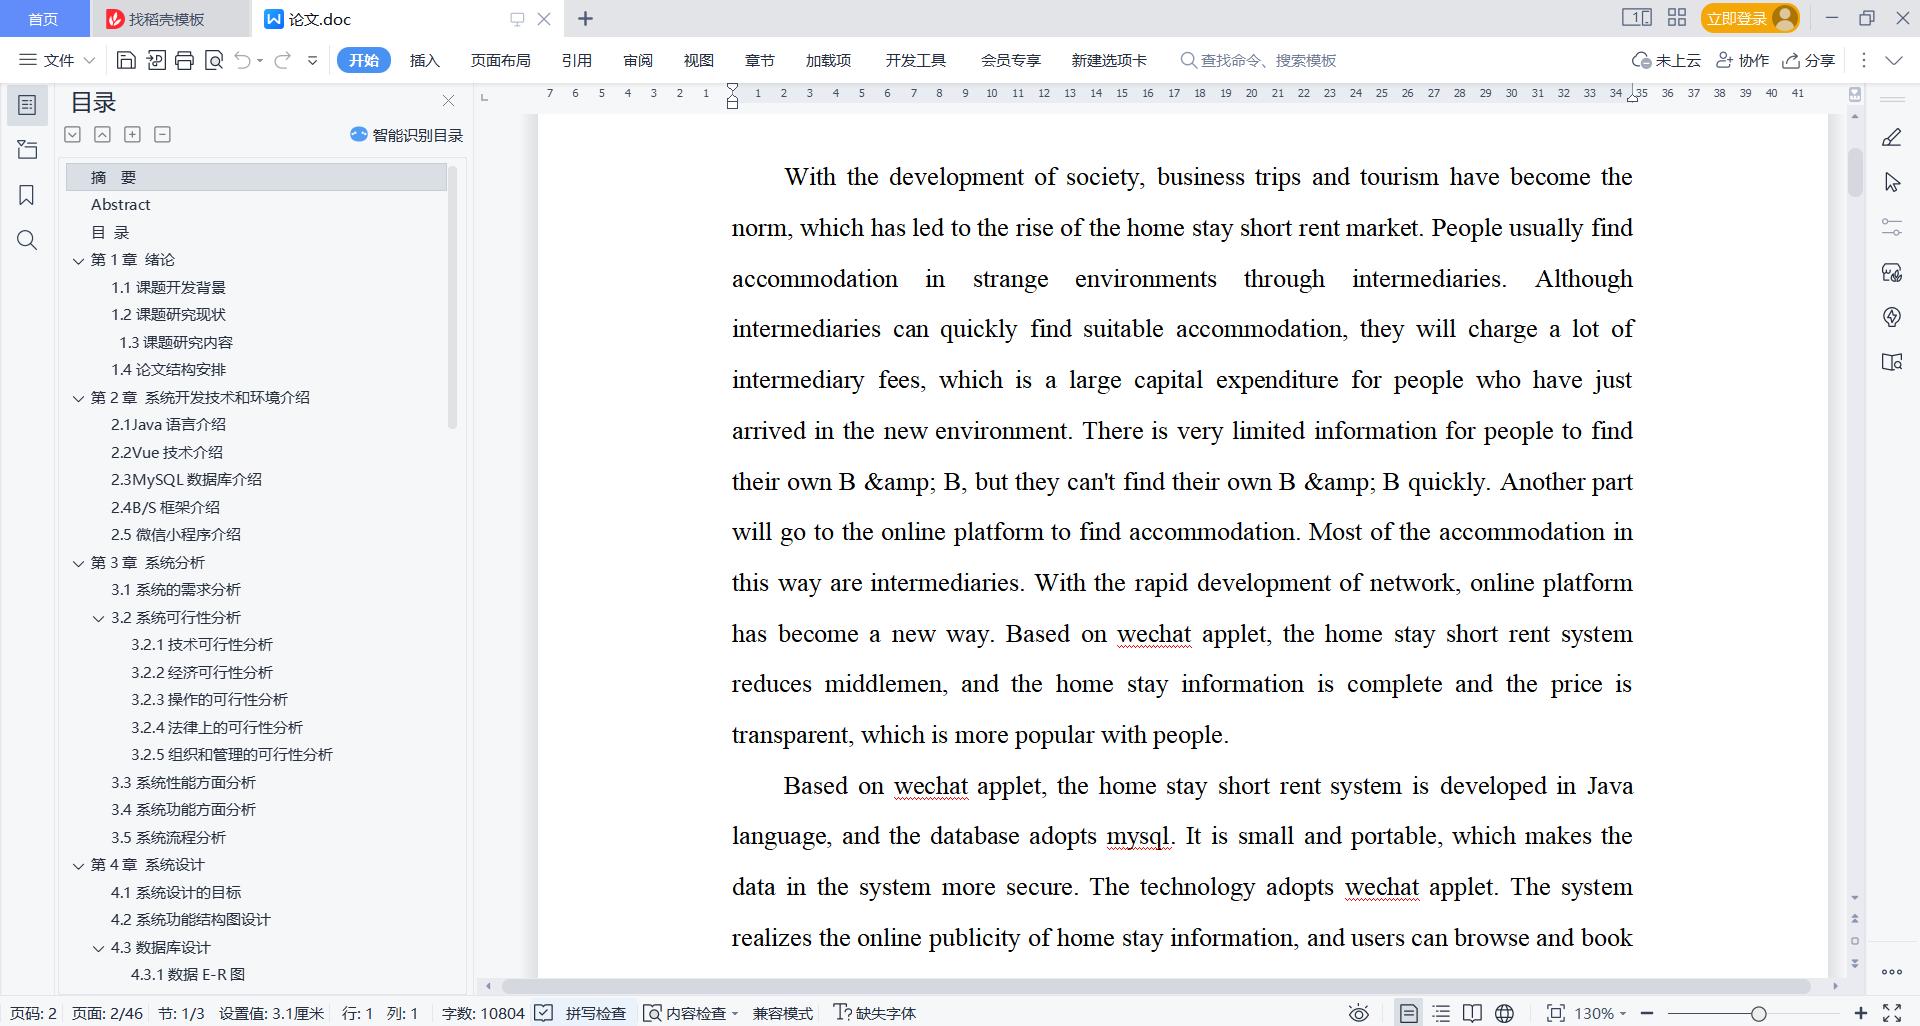 首页
找稻壳模板
论文.doc
立即登录
文件
开始
插入
页面布局
引用
审阅
视图
章节
加载项
开发工具
会员专享
新建选项卡
查找命令、搜索模板
未上云
协作
分享
目录
智能识别目录
7 6 5 4 3 2 1 1 2 3 4 5 6 7 8 9 10 11 12 13 14 15 16 17 18 19 20 21 22 23 24 25 26 27 28 29 30 31 32 33 34 35 36 37 38 39 40 41
摘 要
Abstract
目 录
第 1 章 绪论
1.1 课题开发背景
1.2 课题研究现状
1.3 课题研究内容
1.4 论文结构安排
第 2 章 系统开发技术和环境介绍
2.1Java 语言介绍
2.2Vue 技术介绍
2.3MySQL 数据库介绍
2.4B/S 框架介绍
2.5 微信小程序介绍
第 3 章 系统分析
3.1 系统的需求分析
3.2 系统可行性分析
3.2.1 技术可行性分析
3.2.2 经济可行性分析
3.2.3 操作的可行性分析
3.2.4 法律上的可行性分析
3.2.5 组织和管理的可行性分析
3.3 系统性能方面分析
3.4 系统功能方面分析
3.5 系统流程分析
第 4 章 系统设计
4.1 系统设计的目标
4.2 系统功能结构图设计
4.3 数据库设计
4.3.1 数据 E-R 图
With the development of society, business trips and tourism have become the
norm, which has led to the rise of the home stay short rent market. People usually find
accommodation in strange environments through intermediaries. Although
intermediaries can quickly find suitable accommodation, they will charge a lot of
intermediary fees, which is a large capital expenditure for people who have just
arrived in the new environment. There is very limited information for people to find
their own B &amp; B, but they can't find their own B &amp; B quickly. Another part
will go to the online platform to find accommodation. Most of the accommodation in
this way are intermediaries. With the rapid development of network, online platform
has become a new way. Based on wechat applet, the home stay short rent system
reduces middlemen, and the home stay information is complete and the price is
transparent, which is more popular with people.
Based on wechat applet, the home stay short rent system is developed in Java
language, and the database adopts mysql. It is small and portable, which makes the
data in the system more secure. The technology adopts wechat applet. The system
realizes the online publicity of home stay information, and users can browse and book
页码: 2 页面: 2/46 节: 1/3 设置值: 3.1厘米 行: 1 列: 1 字数: 10804 拼写检查 内容检查 兼容模式 缺失字体 130%